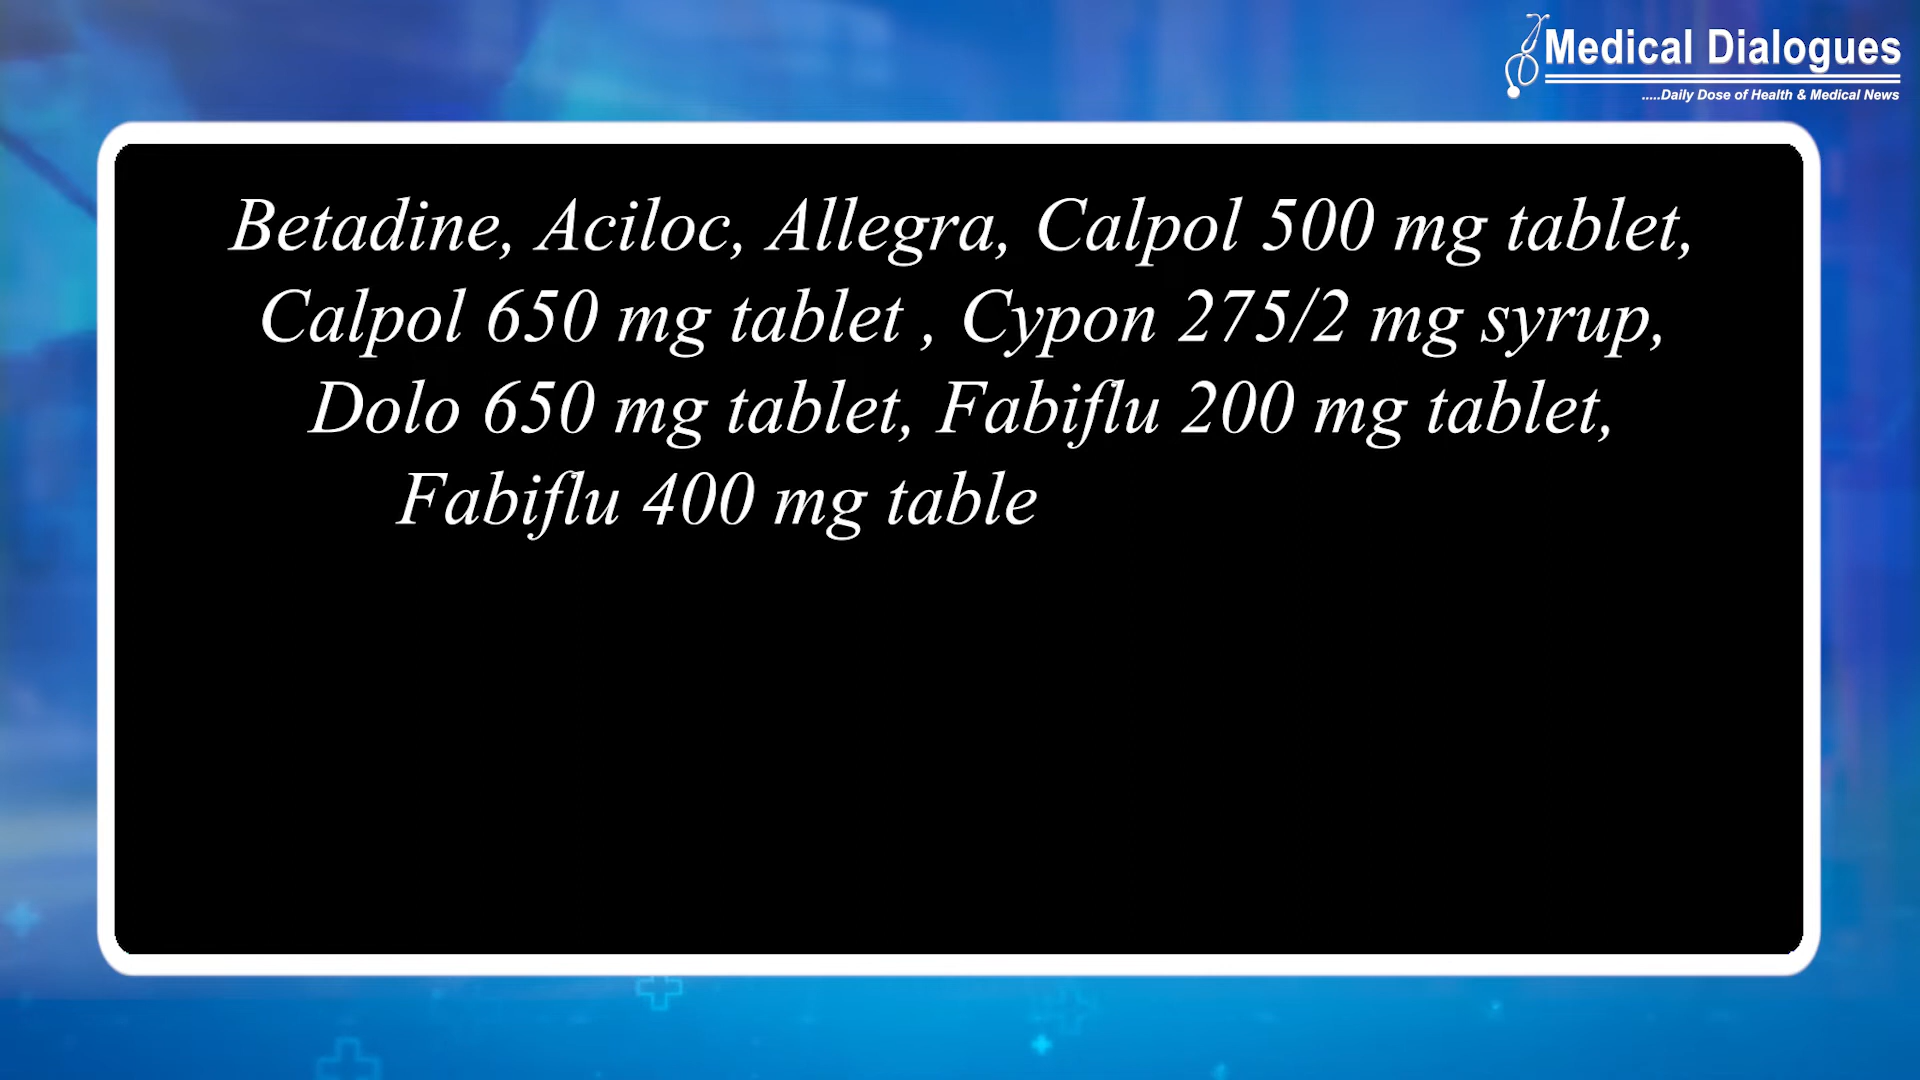 Medical Dialogues
.....Daily Dose of Health & Medical News
Betadine, Aciloc, Allegra, Calpol 500 mg tablet,
Calpol 650 mg tablet , Cypon 275/2 mg syrup,
Dolo 650 mg tablet, Fabiflu 200 mg tablet,
Fabiflu 400 mg table